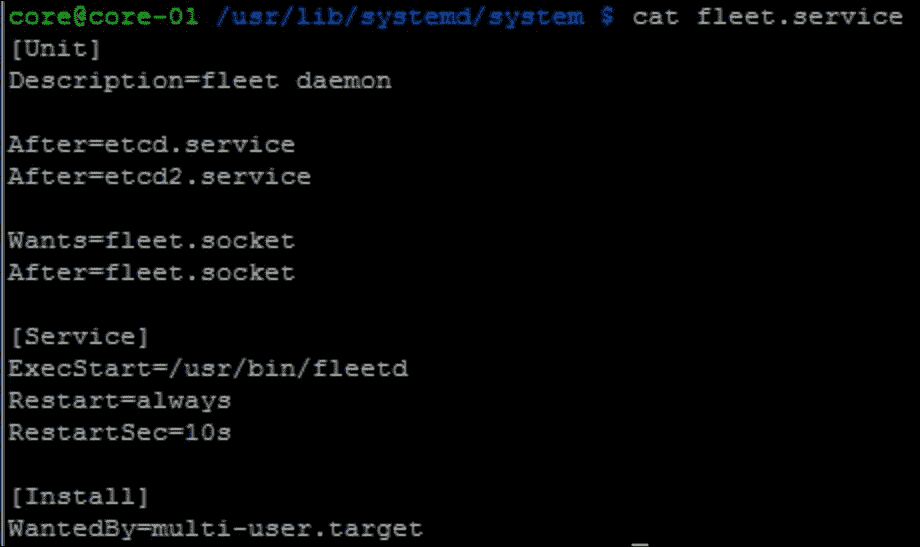 core@core-01 /usr/lib/systemd/system $ cat fleet.service
[Unit]
Description=fleet daemon
After=etcd.service
After=etcd2.service
Wants=fleet.socket
After=fleet.socket
[Service]
ExecStart=/usr/bin/fleetd
Restart=always
RestartSec=10s
[Install]
WantedBy=multi-user.target